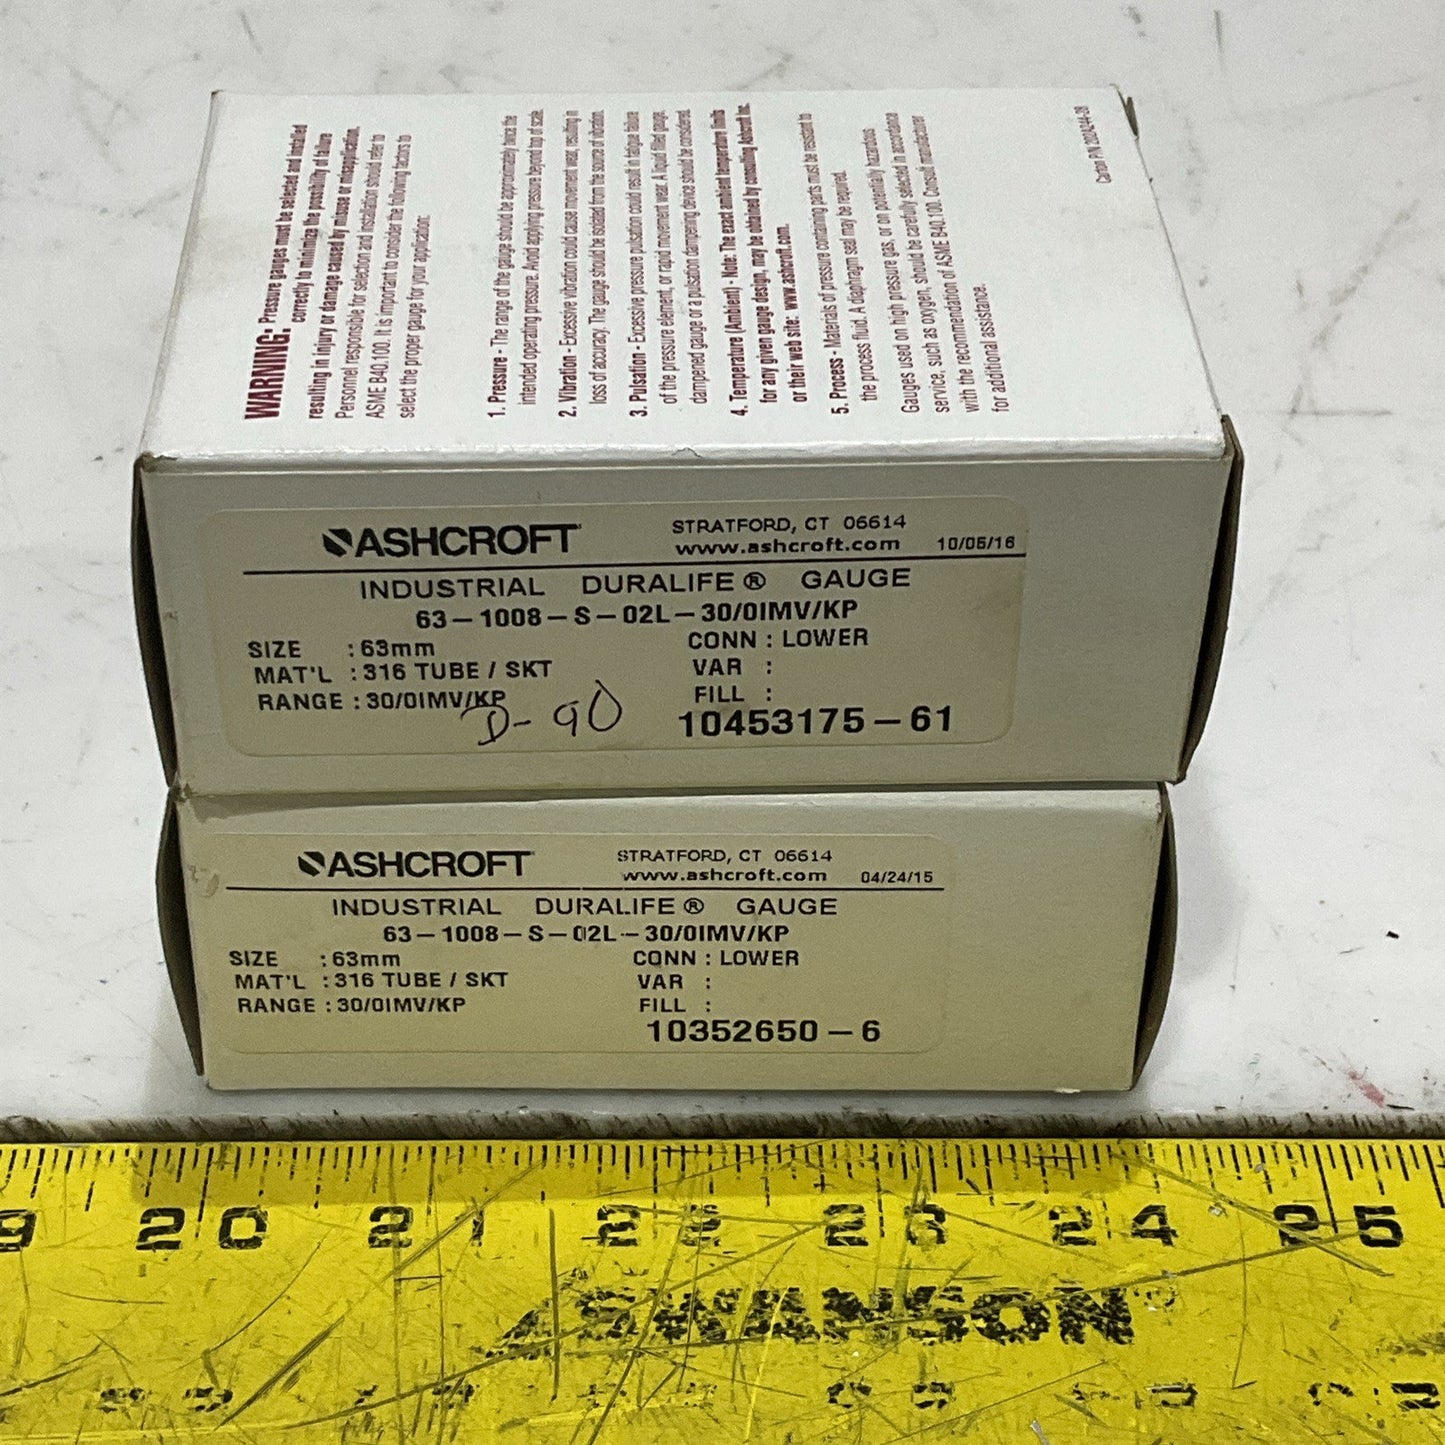 WARNING: Pressure gauges must be selected and installed
correctly to minimize the possibility of failure
resulting in injury or damage caused by misuse or misapplication.
Personnel responsible for selection and installation should refer to
ASME B40.100. It is important to consider the following factors to
select the proper gauge for your application:
1. Pressure - The range of the gauge should be approximately twice the
intended operating pressure. Avoid applying pressure beyond top of scale.
2. Vibration - Excessive vibration could cause movement wear, resulting in
loss of accuracy. The gauge should be isolated from the source of vibration.
3. Pulsation - Excessive pressure pulsation could result in fatigue failure
of the pressure element, or rapid movement wear. A liquid filled gauge,
dampened gauge or a pulsation dampening device should be considered.
4. Temperature (Ambient) - Note: The exact ambient temperature limits
for any given gauge design, may be obtained by consulting Ashcroft Inc.
or their web site: www.ashcroft.com.
5. Process - Materials of pressure containing parts must be resistant to
the process fluid. A diaphragm seal may be required.
Gauges used on high pressure gas, or on potentially hazardous
service, such as oxygen, should be carefully selected in accordance
with the recommendation of ASME B40.100. Consult manufacturer
for additional assistance.
Carton P/N 202A244-09
ASHCROFT STRATFORD, CT 06614
www.ashcroft.com 10/05/16
INDUSTRIAL DURALIFE® GAUGE
63-1008-S-02L-30/0IMV/KP
SIZE : 63mm CONN : LOWER
MAT'L : 316 TUBE / SKT VAR :
RANGE : 30/0IMV/KP FILL :
D-90 10453175-61
ASHCROFT STRATFORD, CT 06614
www.ashcroft.com 04/24/15
INDUSTRIAL DURALIFE® GAUGE
63-1008-S-02L-30/0IMV/KP
SIZE : 63mm CONN : LOWER
MAT'L : 316 TUBE / SKT VAR :
RANGE : 30/0IMV/KP FILL :
10352650-6
9 20 21 22 23 24 25
SWANSON